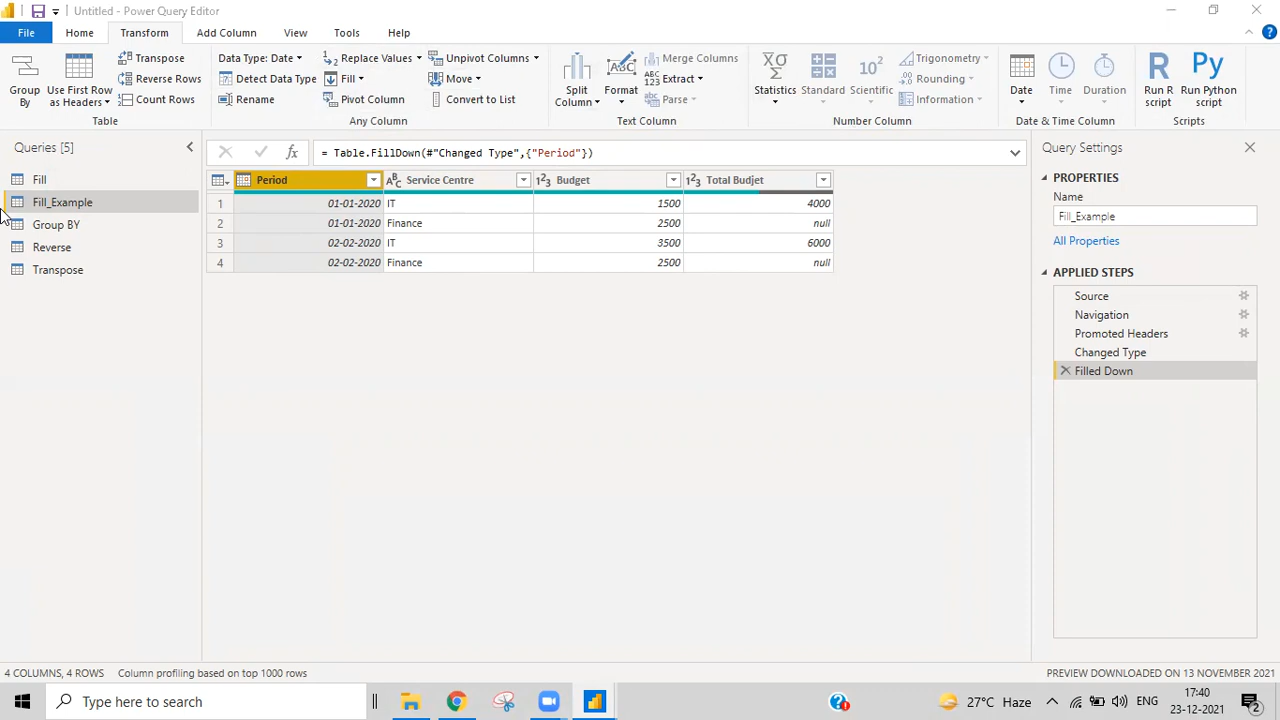 Untitled - Power Query Editor
File Home Transform Add Column View Tools Help
Group By
Use First Row as Headers
Transpose
Reverse Rows
Count Rows
Table
Data Type: Date
Detect Data Type
Rename
Replace Values
Fill
Pivot Column
Unpivot Columns
Move
Convert to List
Any Column
Split Column
Format
ABC 123
Merge Columns
Extract
Parse
Text Column
Statistics
Standard
Scientific
10²
Trigonometry
Rounding
Information
Number Column
Date
Time
Duration
Date & Time Column
Run R script
Run Python script
Scripts
Queries [5]
Fill
Fill_Example
Group BY
Reverse
Transpose
fx = Table.FillDown(#"Changed Type",{"Period"})
Period ABC Service Centre 123 Budget 123 Total Budjet
1 01-01-2020 IT 1500 4000
2 01-01-2020 Finance 2500 null
3 02-02-2020 IT 3500 6000
4 02-02-2020 Finance 2500 null
Query Settings
PROPERTIES
Name
Fill_Example
All Properties
APPLIED STEPS
Source
Navigation
Promoted Headers
Changed Type
Filled Down
4 COLUMNS, 4 ROWS Column profiling based on top 1000 rows
PREVIEW DOWNLOADED ON 13 NOVEMBER 2021
Type here to search
27°C Haze
ENG
17:40
23-12-2021
2